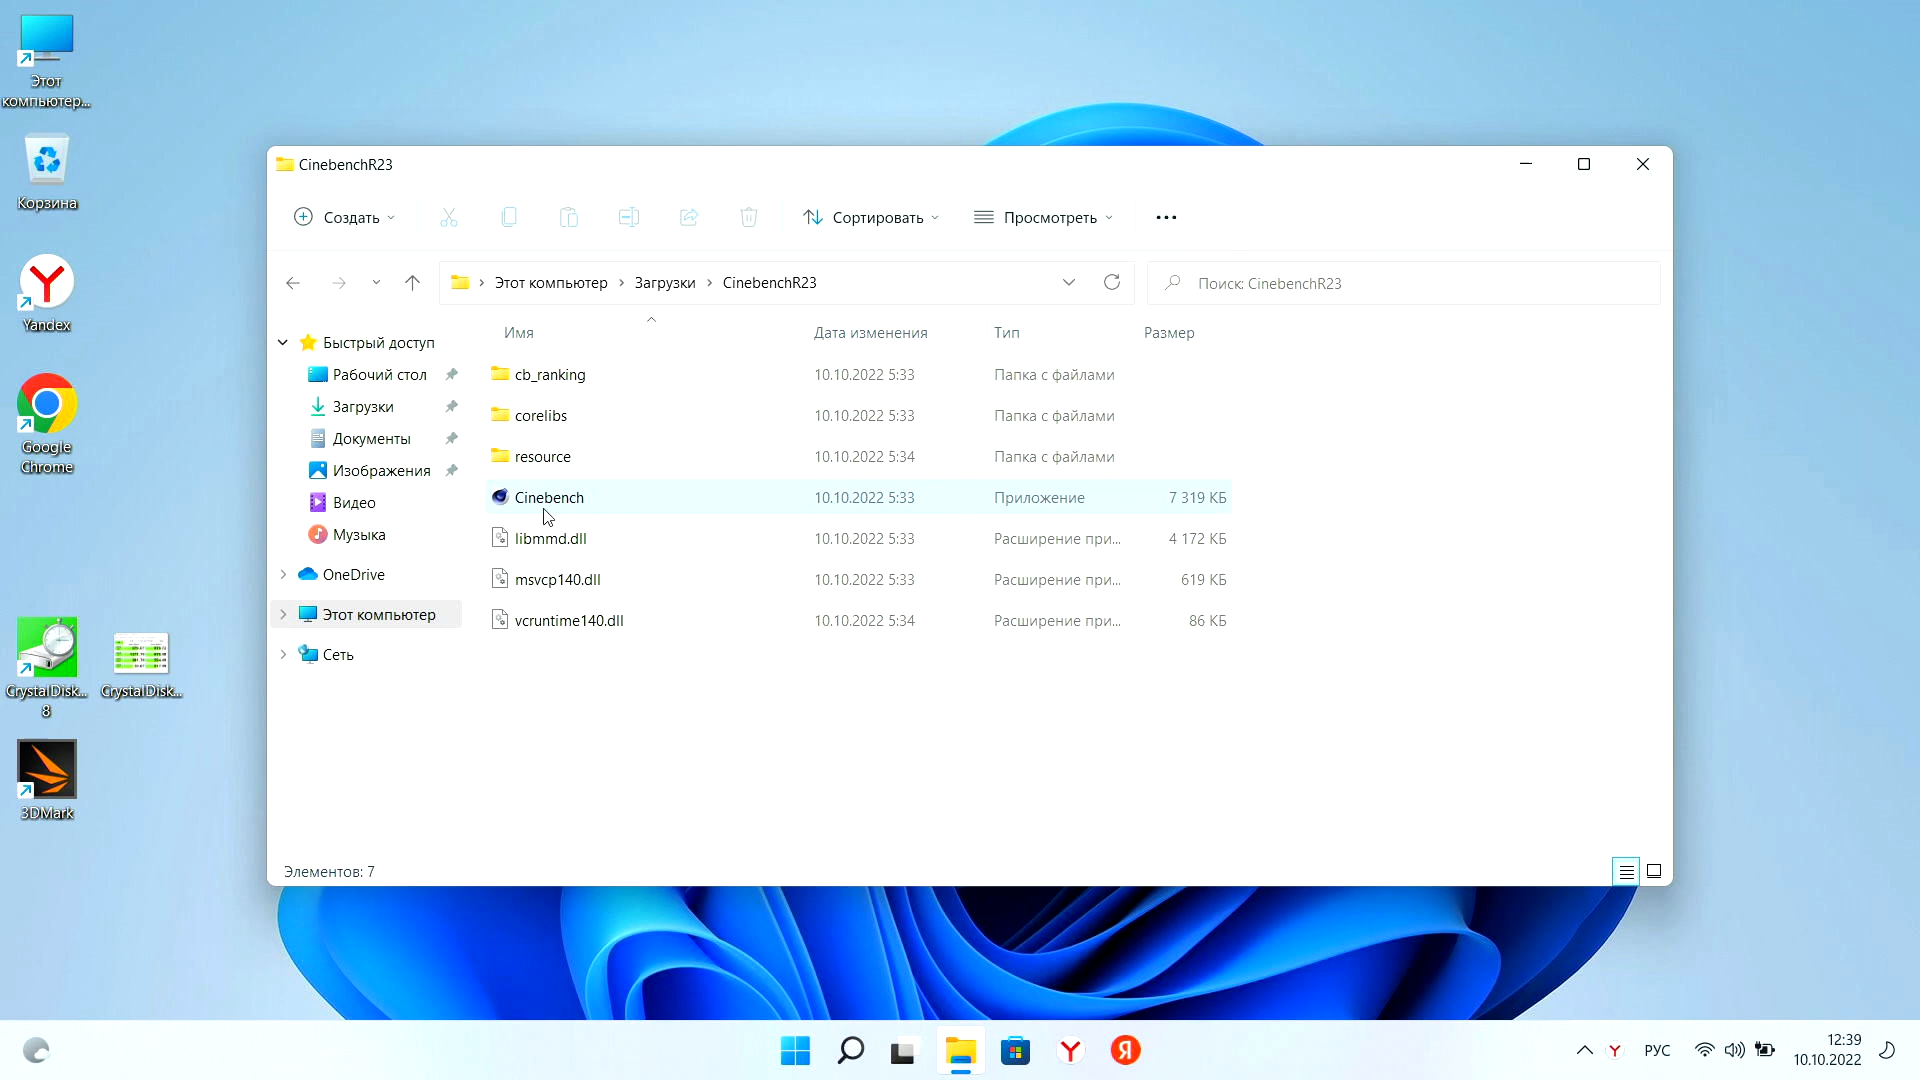 Этот
компьютер...
Корзина
Yandex
Google
Chrome
CrystalDisk...
8
CrystalDisk...
3DMark
CinebenchR23
Создать
Сортировать
Просмотреть
Этот компьютер
Загрузки
CinebenchR23
Поиск: CinebenchR23
Быстрый доступ
Рабочий стол
Загрузки
Документы
Изображения
Видео
Музыка
OneDrive
Этот компьютер
Сеть
Имя Дата изменения Тип Размер
cb_ranking 10.10.2022 5:33 Папка с файлами
corelibs 10.10.2022 5:33 Папка с файлами
resource 10.10.2022 5:34 Папка с файлами
Cinebench 10.10.2022 5:33 Приложение 7 319 КБ
libmmd.dll 10.10.2022 5:33 Расширение при... 4 172 КБ
msvcp140.dll 10.10.2022 5:33 Расширение при... 619 КБ
vcruntime140.dll 10.10.2022 5:34 Расширение при... 86 КБ
Элементов: 7
РУС
12:39
10.10.2022